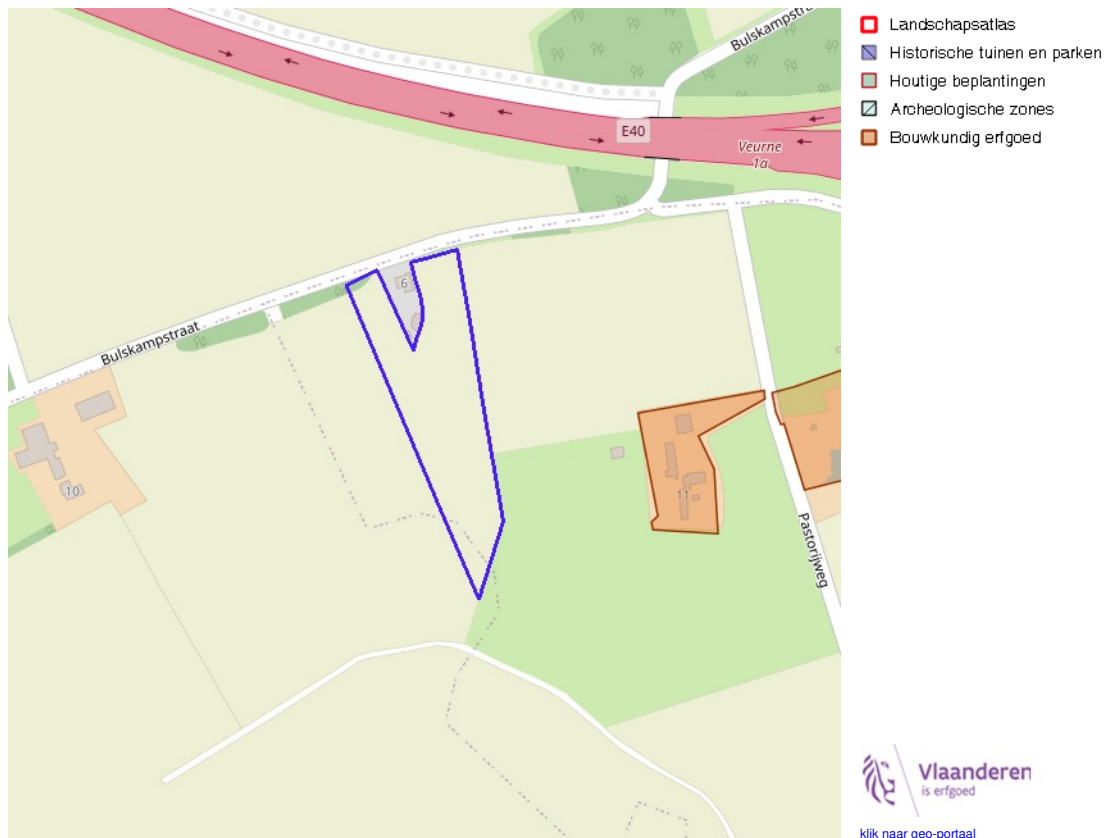 Bulskampstraat
E40
Veurne
1a
6
Bulskampstraat
10
11
Pastorijweg
Landschapsatlas
Historische tuinen en parken
Houtige beplantingen
Archeologische zones
Bouwkundig erfgoed
Vlaanderen
is erfgoed
klik naar geo-portaal